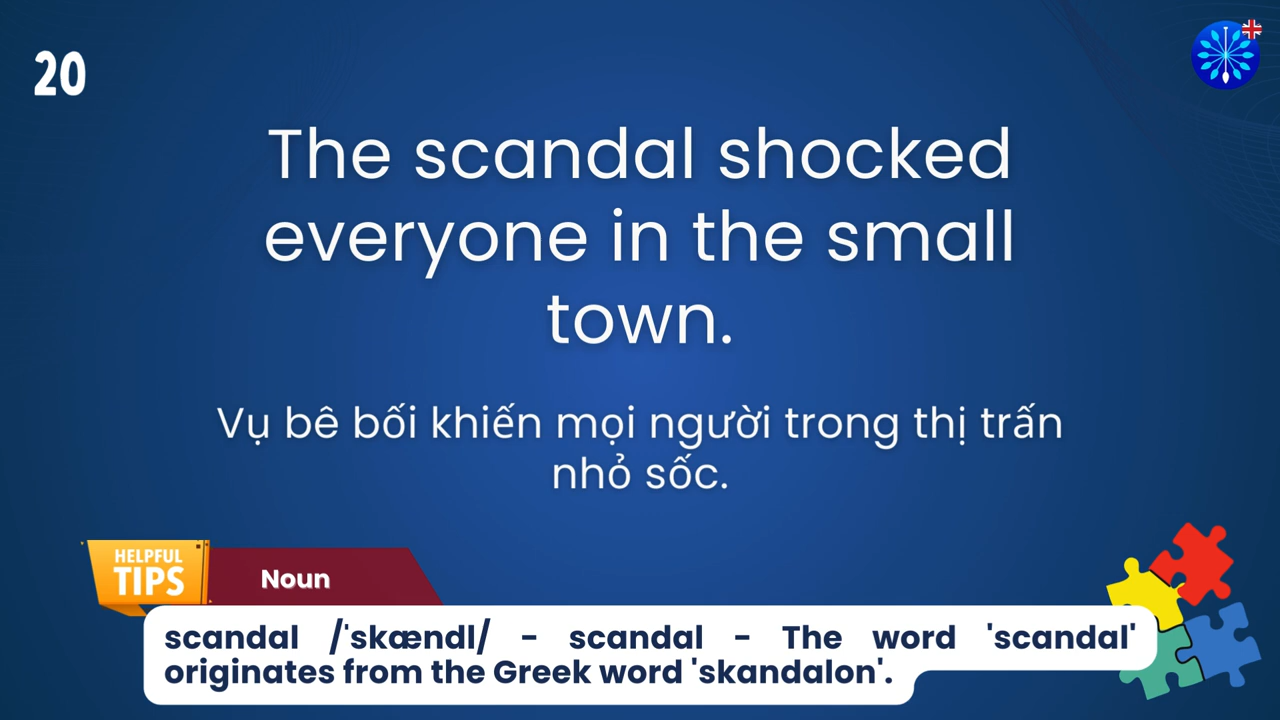 20
The scandal shocked
everyone in the small
town.
Vụ bê bối khiến mọi người trong thị trấn
nhỏ sốc.
HELPFUL
TIPS
Noun
scandal /ˈskændl/ - scandal - The word 'scandal'
originates from the Greek word 'skandalon'.